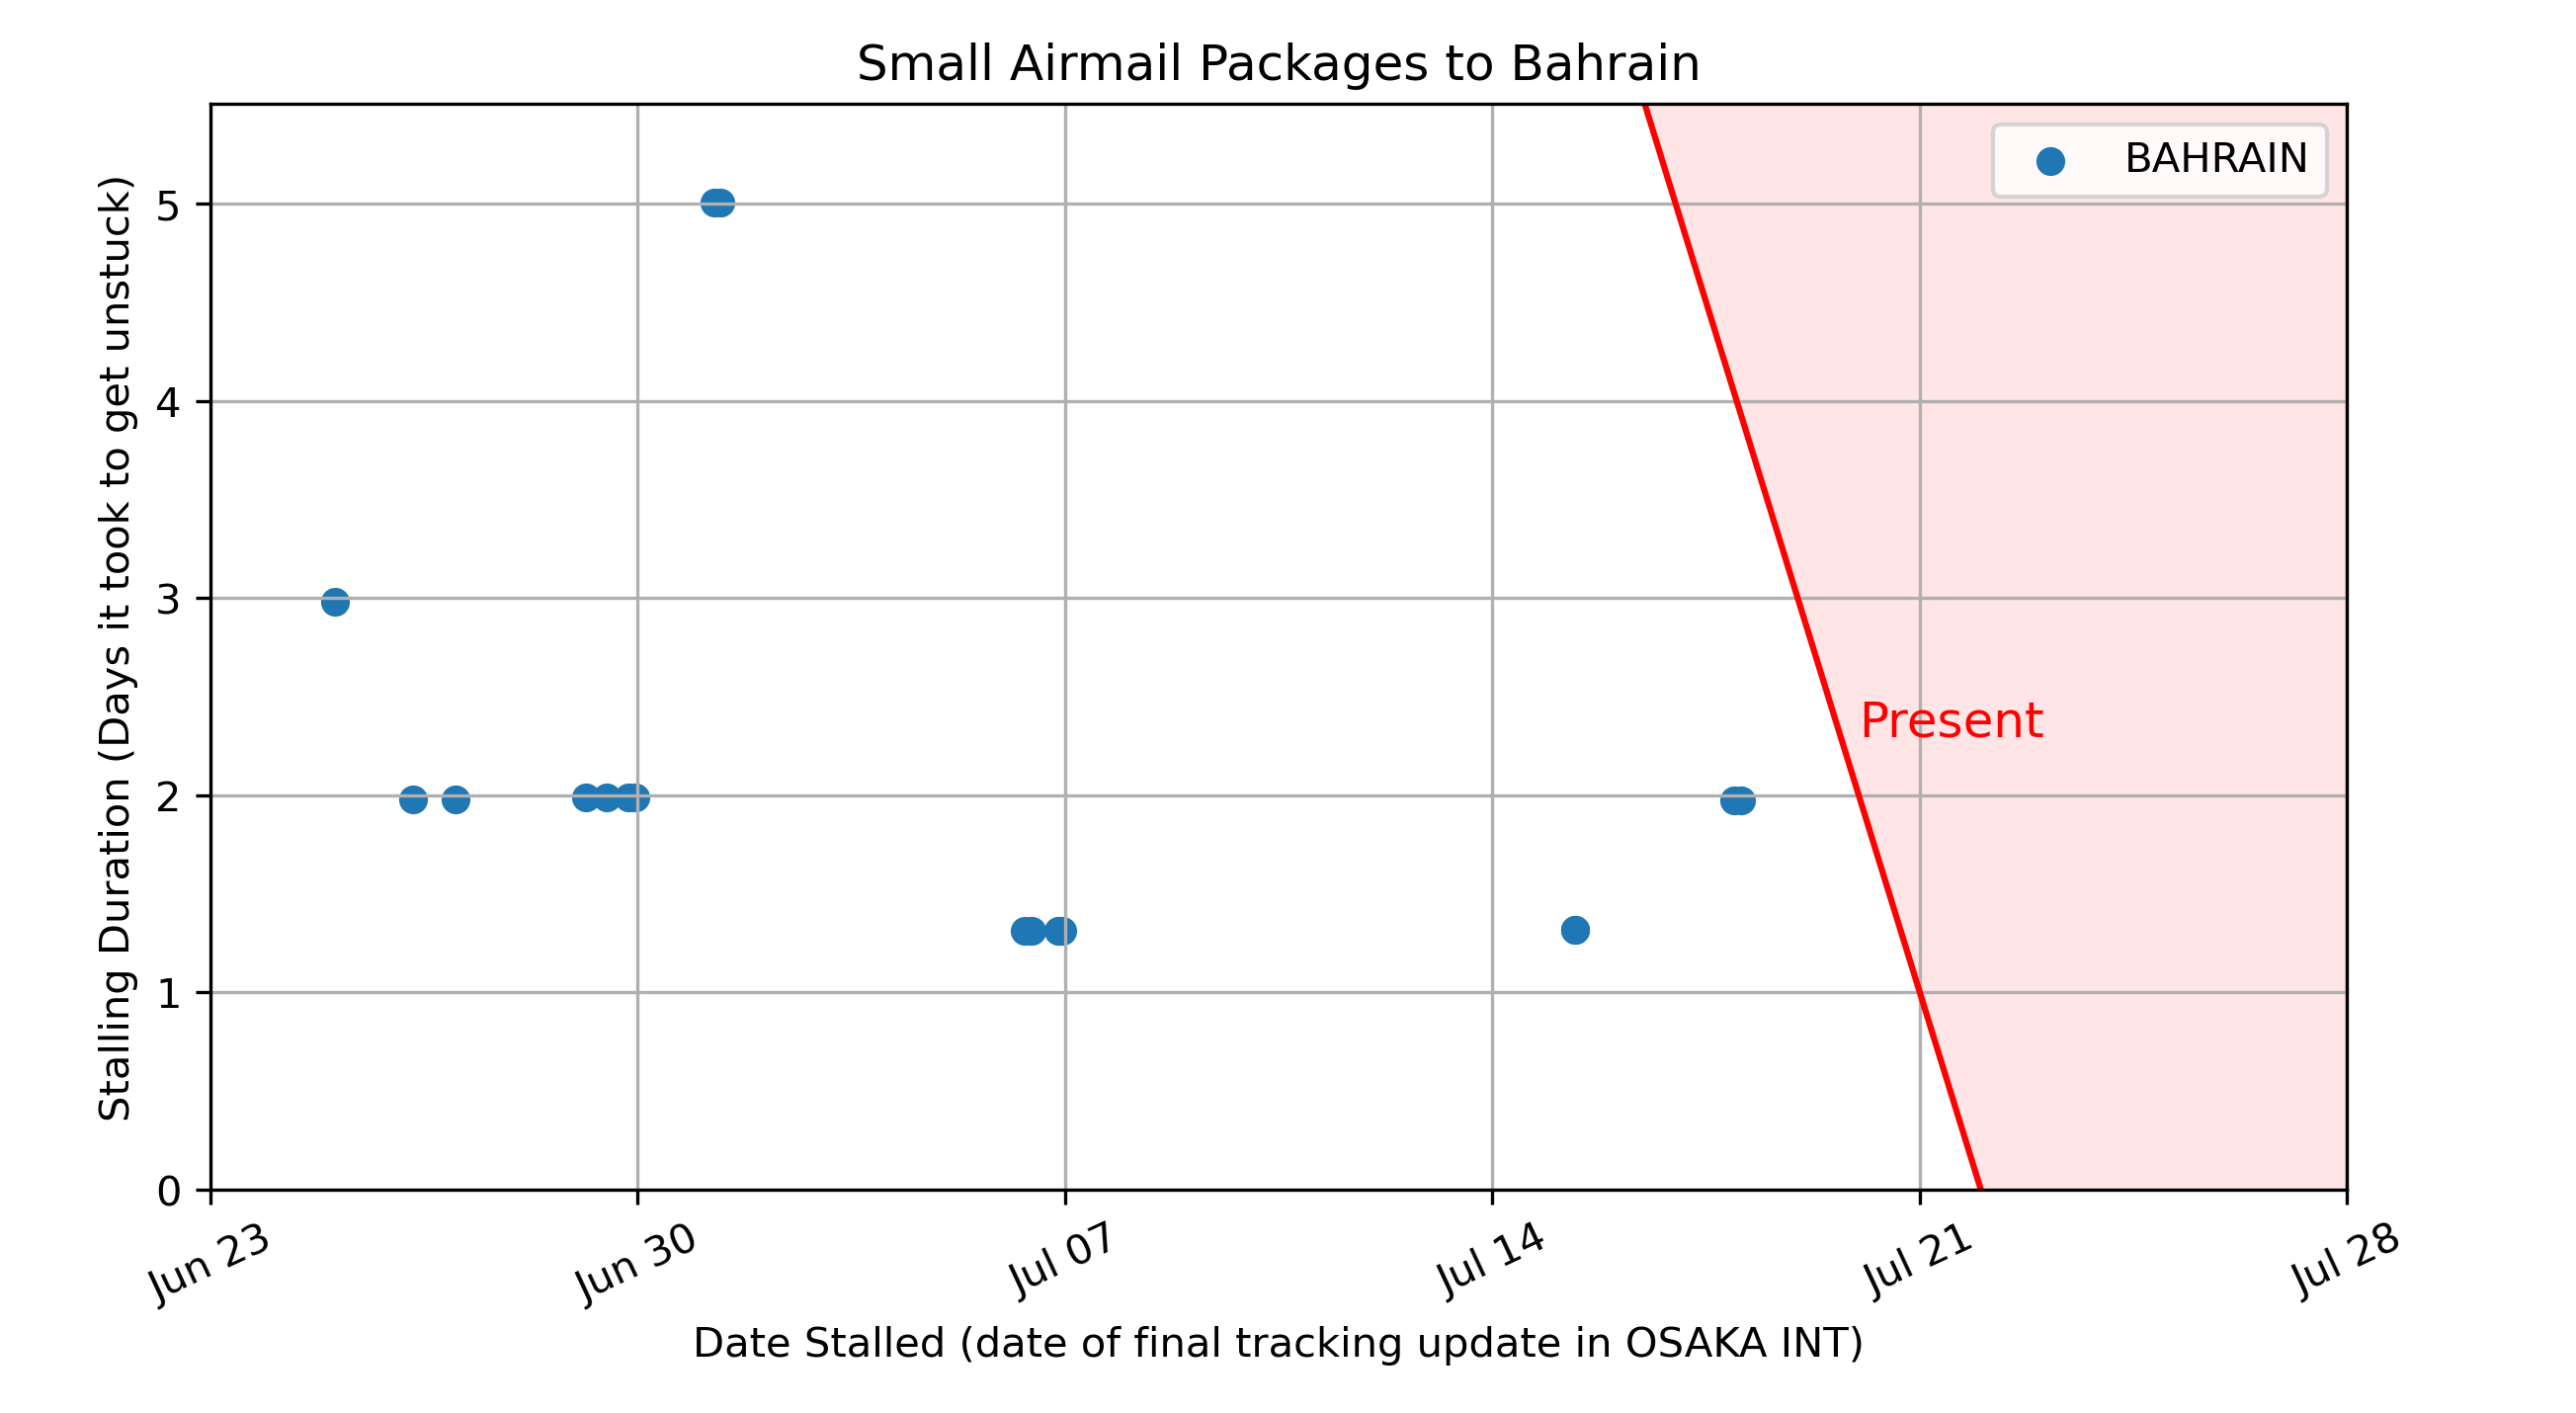 Small Airmail Packages to Bahrain
BAHRAIN
Stalling Duration (Days it took to get unstuck)
5
4
3
2
1
0
Present
Jun 23
Jun 30
Jul 07
Jul 14
Jul 21
Jul 28
Date Stalled (date of final tracking update in OSAKA INT)